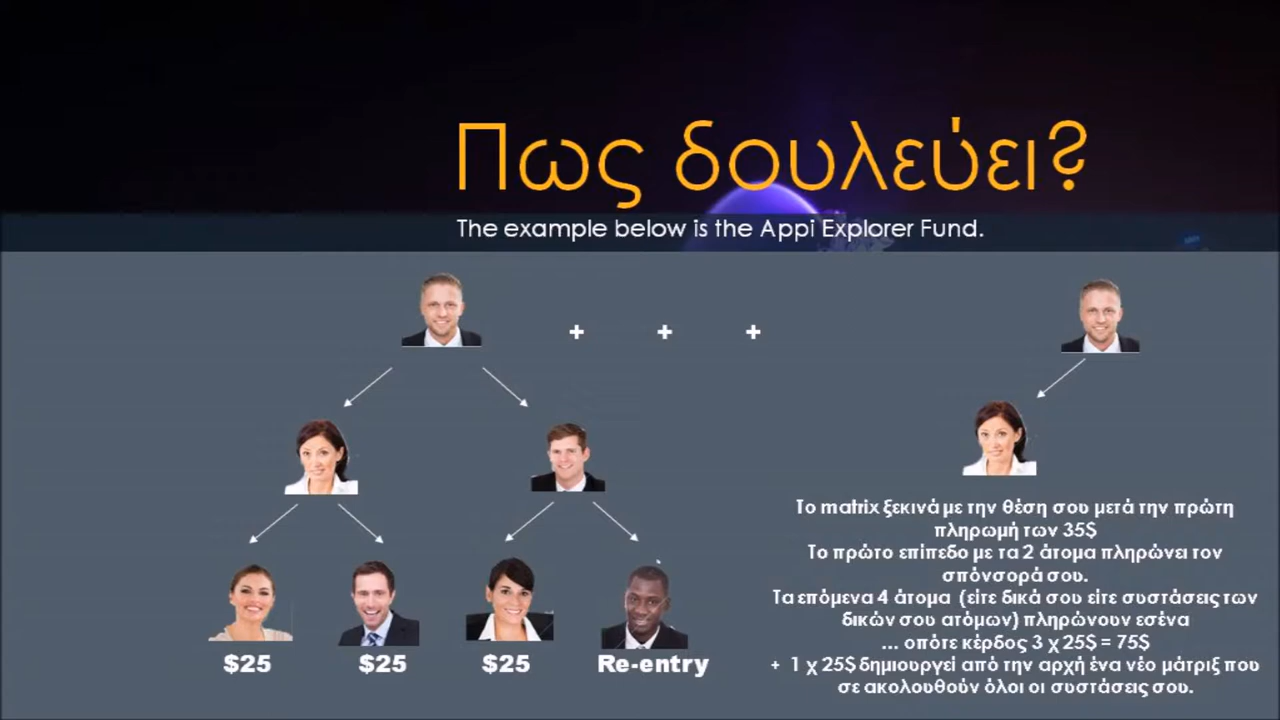 Πως δουλεύει?
The example below is the Appi Explorer Fund.
+ + +
Το matrix ξεκινά με την θέση σου μετά την πρώτη
πληρωμή των 35$
Το πρώτο επίπεδο με τα 2 άτομα πληρώνει τον
σπόνσορά σου.
Τα επόμενα 4 άτομα (είτε δικά σου είτε συστάσεις των
δικών σου ατόμων) πληρώνουν εσένα
... οπότε κέρδος 3 χ 25$ = 75$
+ 1 χ 25$ δημιουργεί από την αρχή ένα νέο μάτριξ που
σε ακολουθούν όλοι οι συστάσεις σου.
$25 $25 $25 Re-entry